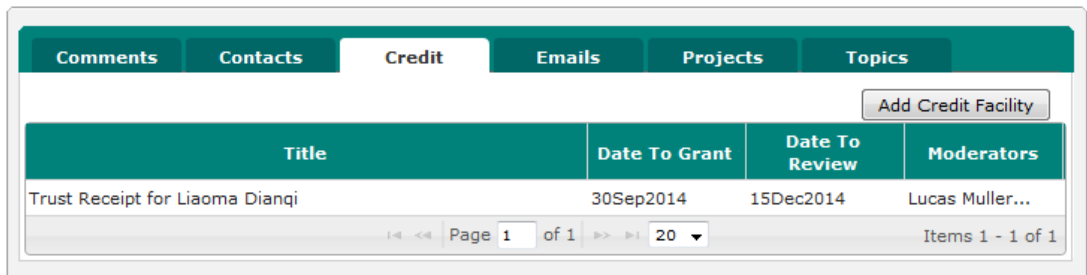 Comments Contacts Credit Emails Projects Topics
Add Credit Facility
Title Date To Grant Date To Review Moderators
Trust Receipt for Liaoma Dianqi 30Sep2014 15Dec2014 Lucas Muller...
Page 1 of 1 20 Items 1 - 1 of 1